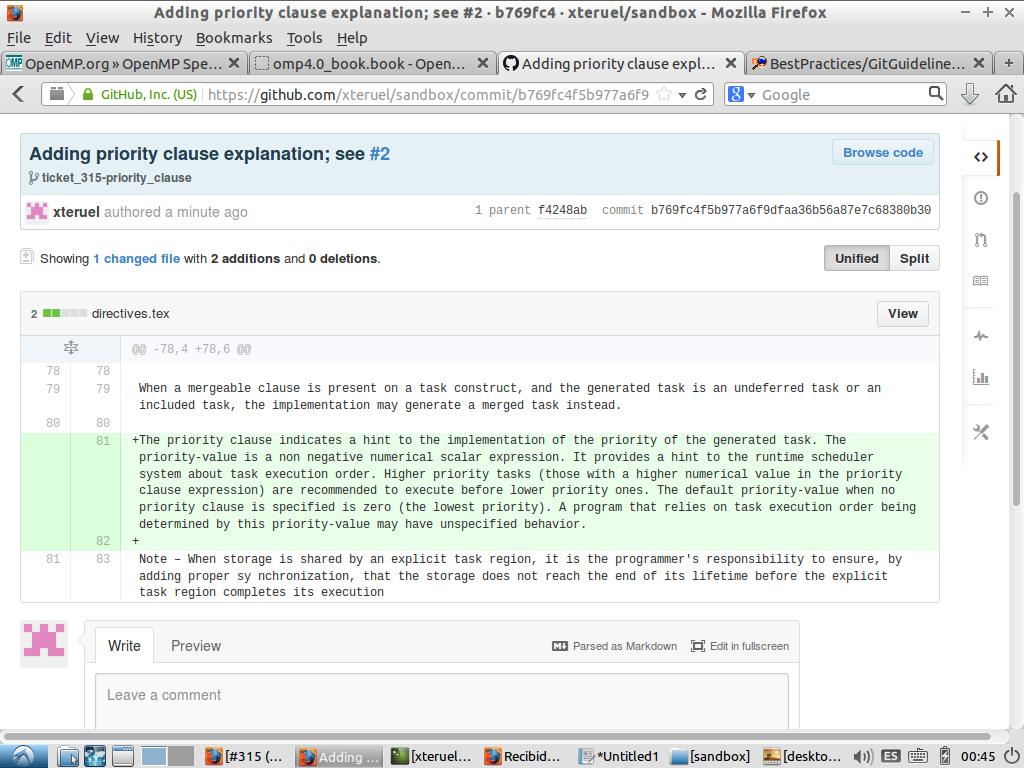 Adding priority clause explanation; see #2 · b769fc4 · xteruel/sandbox - Mozilla Firefox
File Edit View History Bookmarks Tools Help
OpenMP.org » OpenMP Spe... omp4.0_book.book - Open... Adding priority clause expl... BestPractices/GitGuideline...
GitHub, Inc. (US) https://github.com/xteruel/sandbox/commit/b769fc4f5b977a6f9 Google
Adding priority clause explanation; see #2 Browse code
ticket_315-priority_clause
xteruel authored a minute ago 1 parent f4248ab commit b769fc4f5b977a6f9dfaa36b56a87e7c68380b30
Showing 1 changed file with 2 additions and 0 deletions. Unified Split
2 directives.tex View
@@ -78,4 +78,6 @@
78 78
79 79 When a mergeable clause is present on a task construct, and the generated task is an undeferred task or an
included task, the implementation may generate a merged task instead.
80 80
81 +The priority clause indicates a hint to the implementation of the priority of the generated task. The
priority-value is a non negative numerical scalar expression. It provides a hint to the runtime scheduler
system about task execution order. Higher priority tasks (those with a higher numerical value in the priority
clause expression) are recommended to execute before lower priority ones. The default priority-value when no
priority clause is specified is zero (the lowest priority). A program that relies on task execution order being
determined by this priority-value may have unspecified behavior.
82 +
81 83 Note – When storage is shared by an explicit task region, it is the programmer's responsibility to ensure, by
adding proper sy nchronization, that the storage does not reach the end of its lifetime before the explicit
task region completes its execution
Write Preview Parsed as Markdown Edit in fullscreen
Leave a comment
[#315 (... Adding ... [xteruel... Recibid... *Untitled1 [sandbox] [deskto... ES 00:45